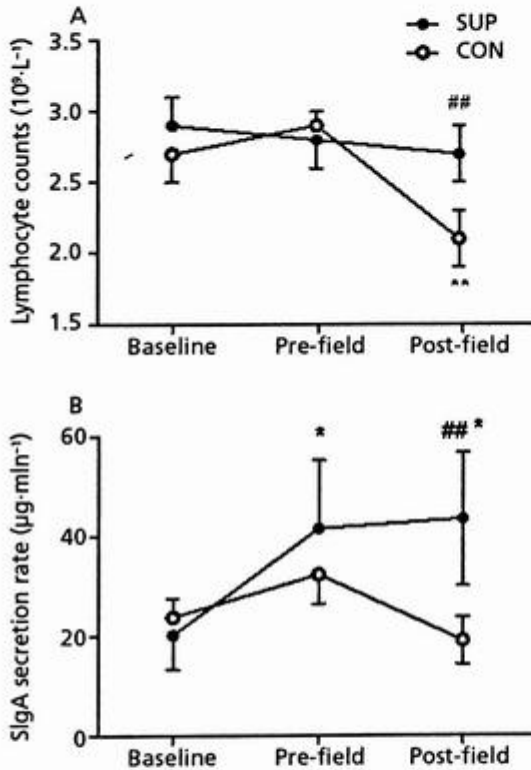 A
SUP
CON
Lymphocyte counts (10⁹·L⁻¹)
3.5
3.0
2.5
2.0
1.5
##
**
Baseline Pre-field Post-field
B
SIgA secretion rate (µg·min⁻¹)
60
40
20
0
*
## *
Baseline Pre-field Post-field